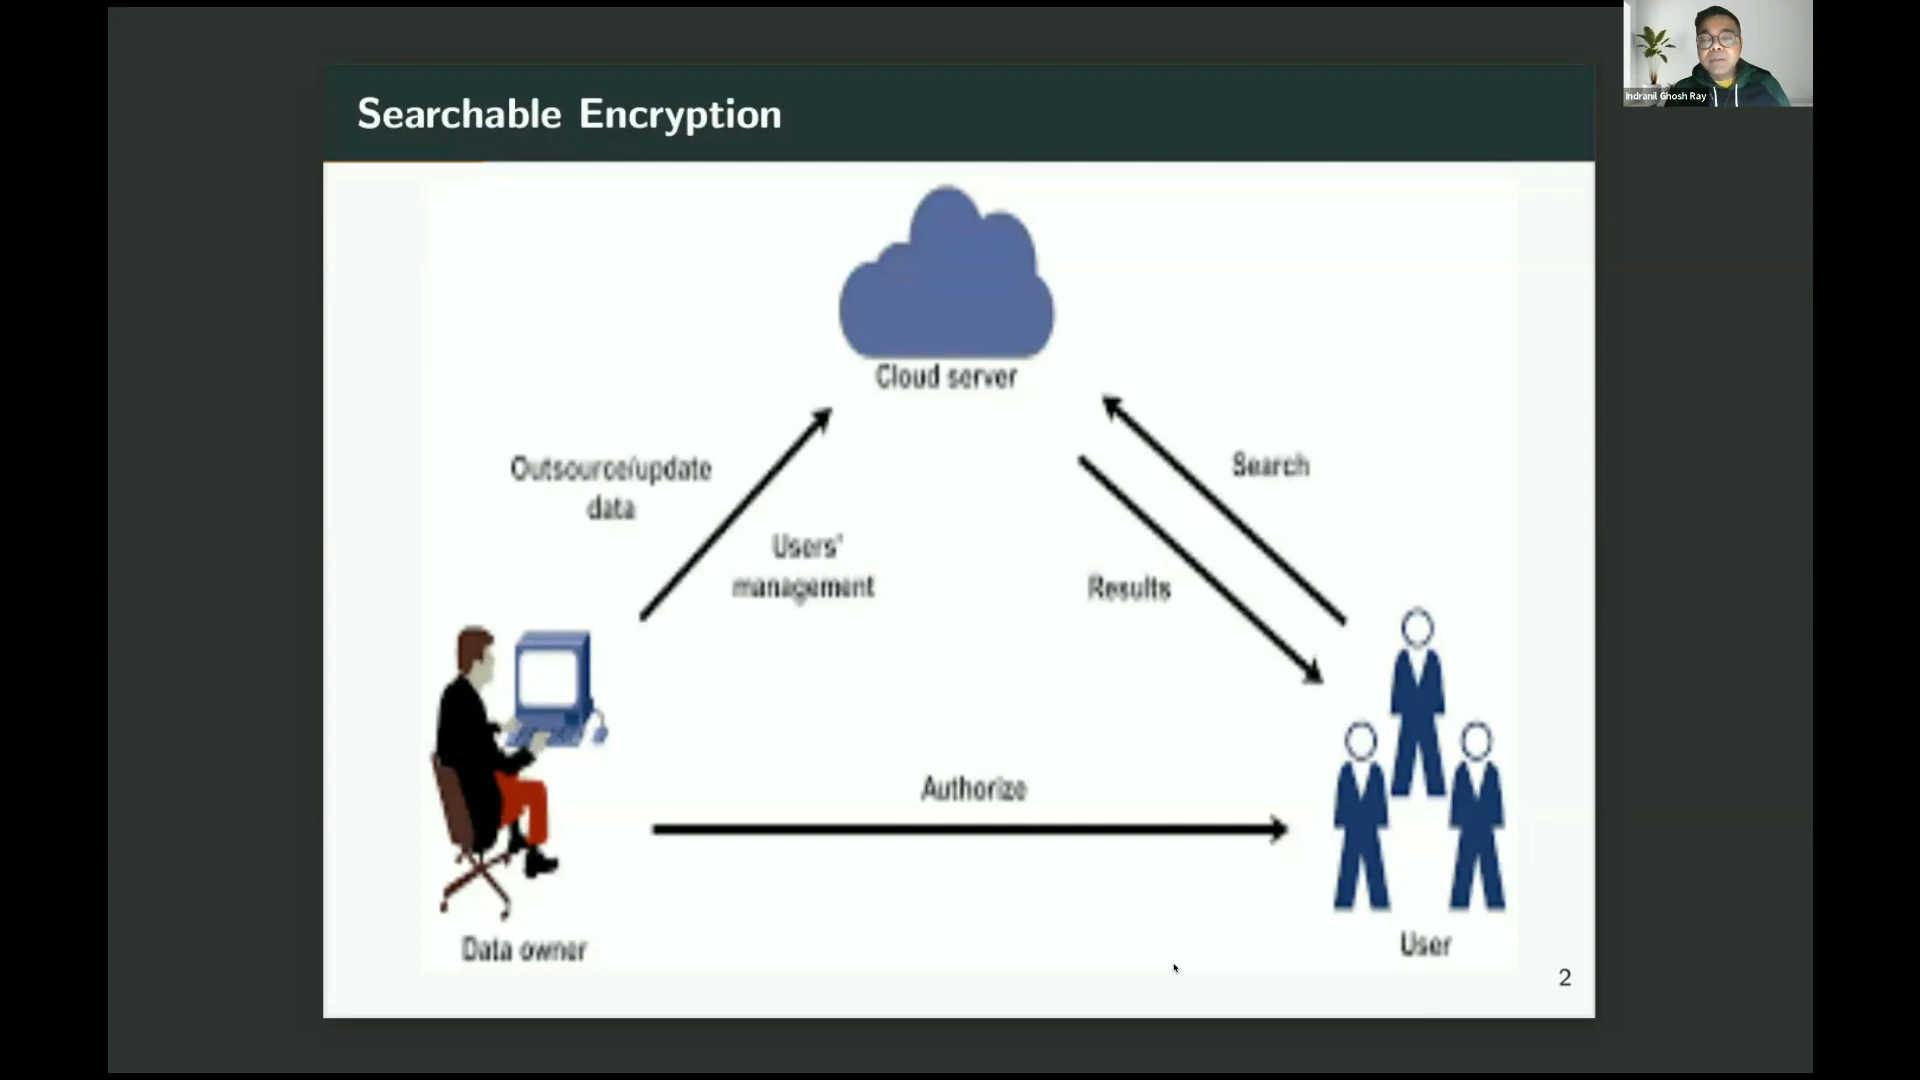 Indranil Ghosh Ray
Searchable Encryption
Cloud server
Outsource/update
data
Users'
management
Search
Results
Authorize
Data owner
User
2